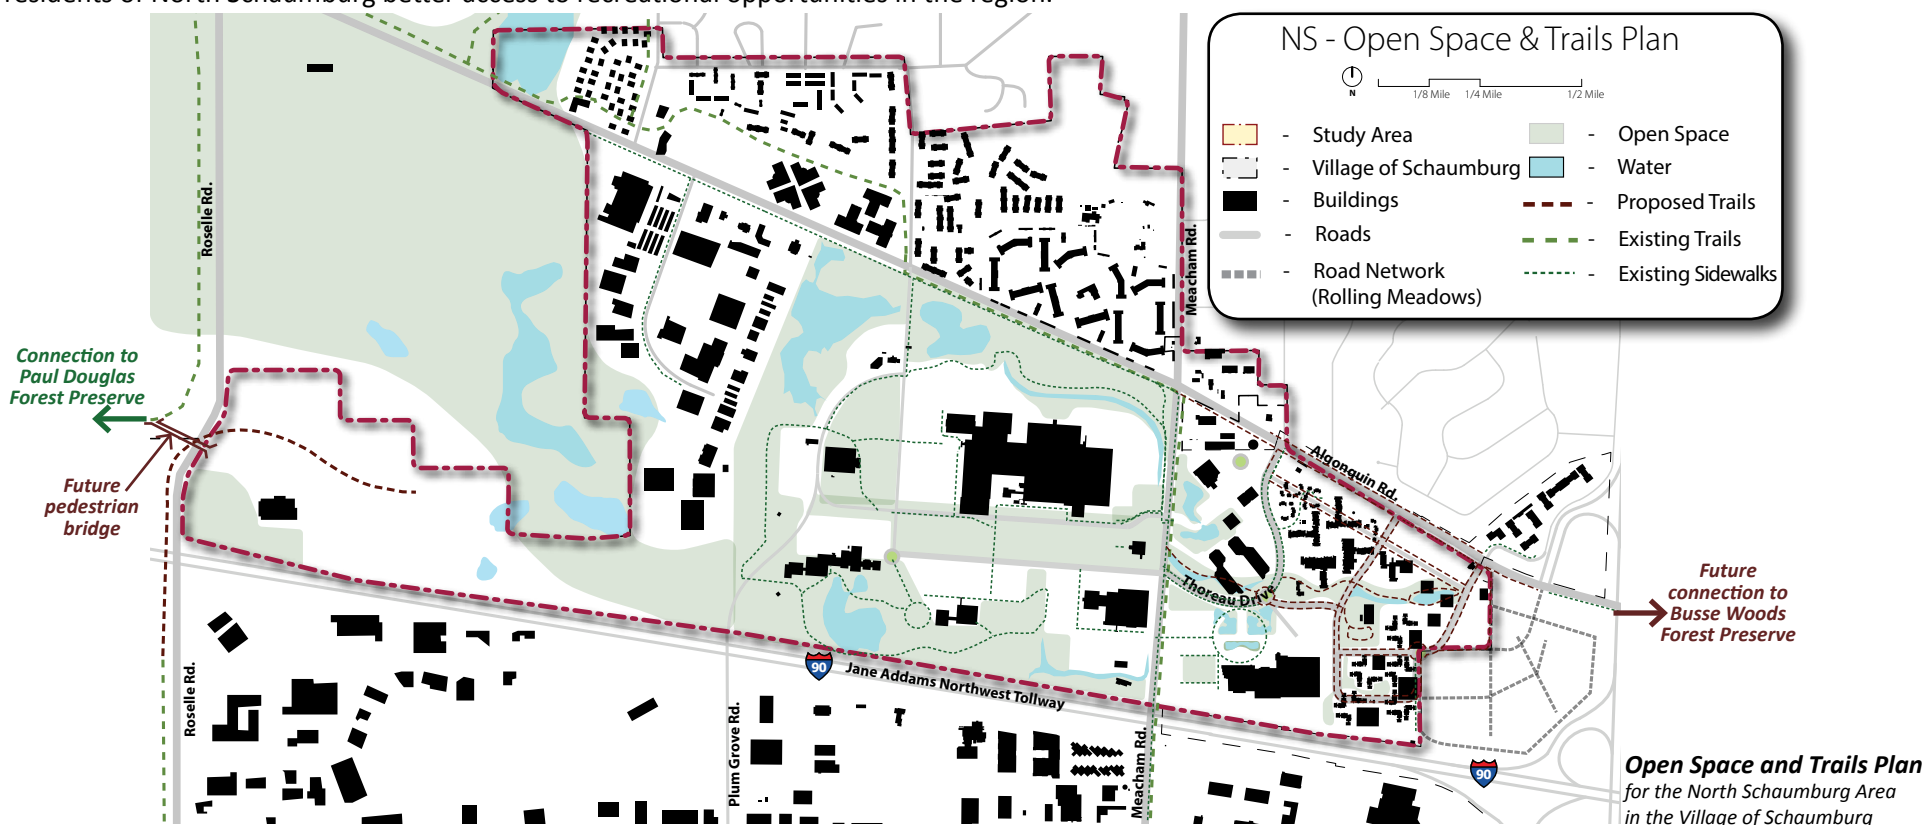 residents of North Schaumburg better access to recreational opportunities in the region.
NS - Open Space & Trails Plan
N
1/8 Mile 1/4 Mile 1/2 Mile
- Study Area
- Village of Schaumburg
- Buildings
- Roads
- Road Network
(Rolling Meadows)
- Open Space
- Water
- Proposed Trails
- Existing Trails
- Existing Sidewalks
Roselle Rd.
Meacham Rd.
Connection to
Paul Douglas
Forest Preserve
Future
pedestrian
bridge
Algonquin Rd.
Thoreau Drive
Future
connection to
Busse Woods
Forest Preserve
90
Jane Addams Northwest Tollway
Roselle Rd.
Plum Grove Rd.
Meacham Rd.
90
Open Space and Trails Plan
for the North Schaumburg Area
in the Village of Schaumburg